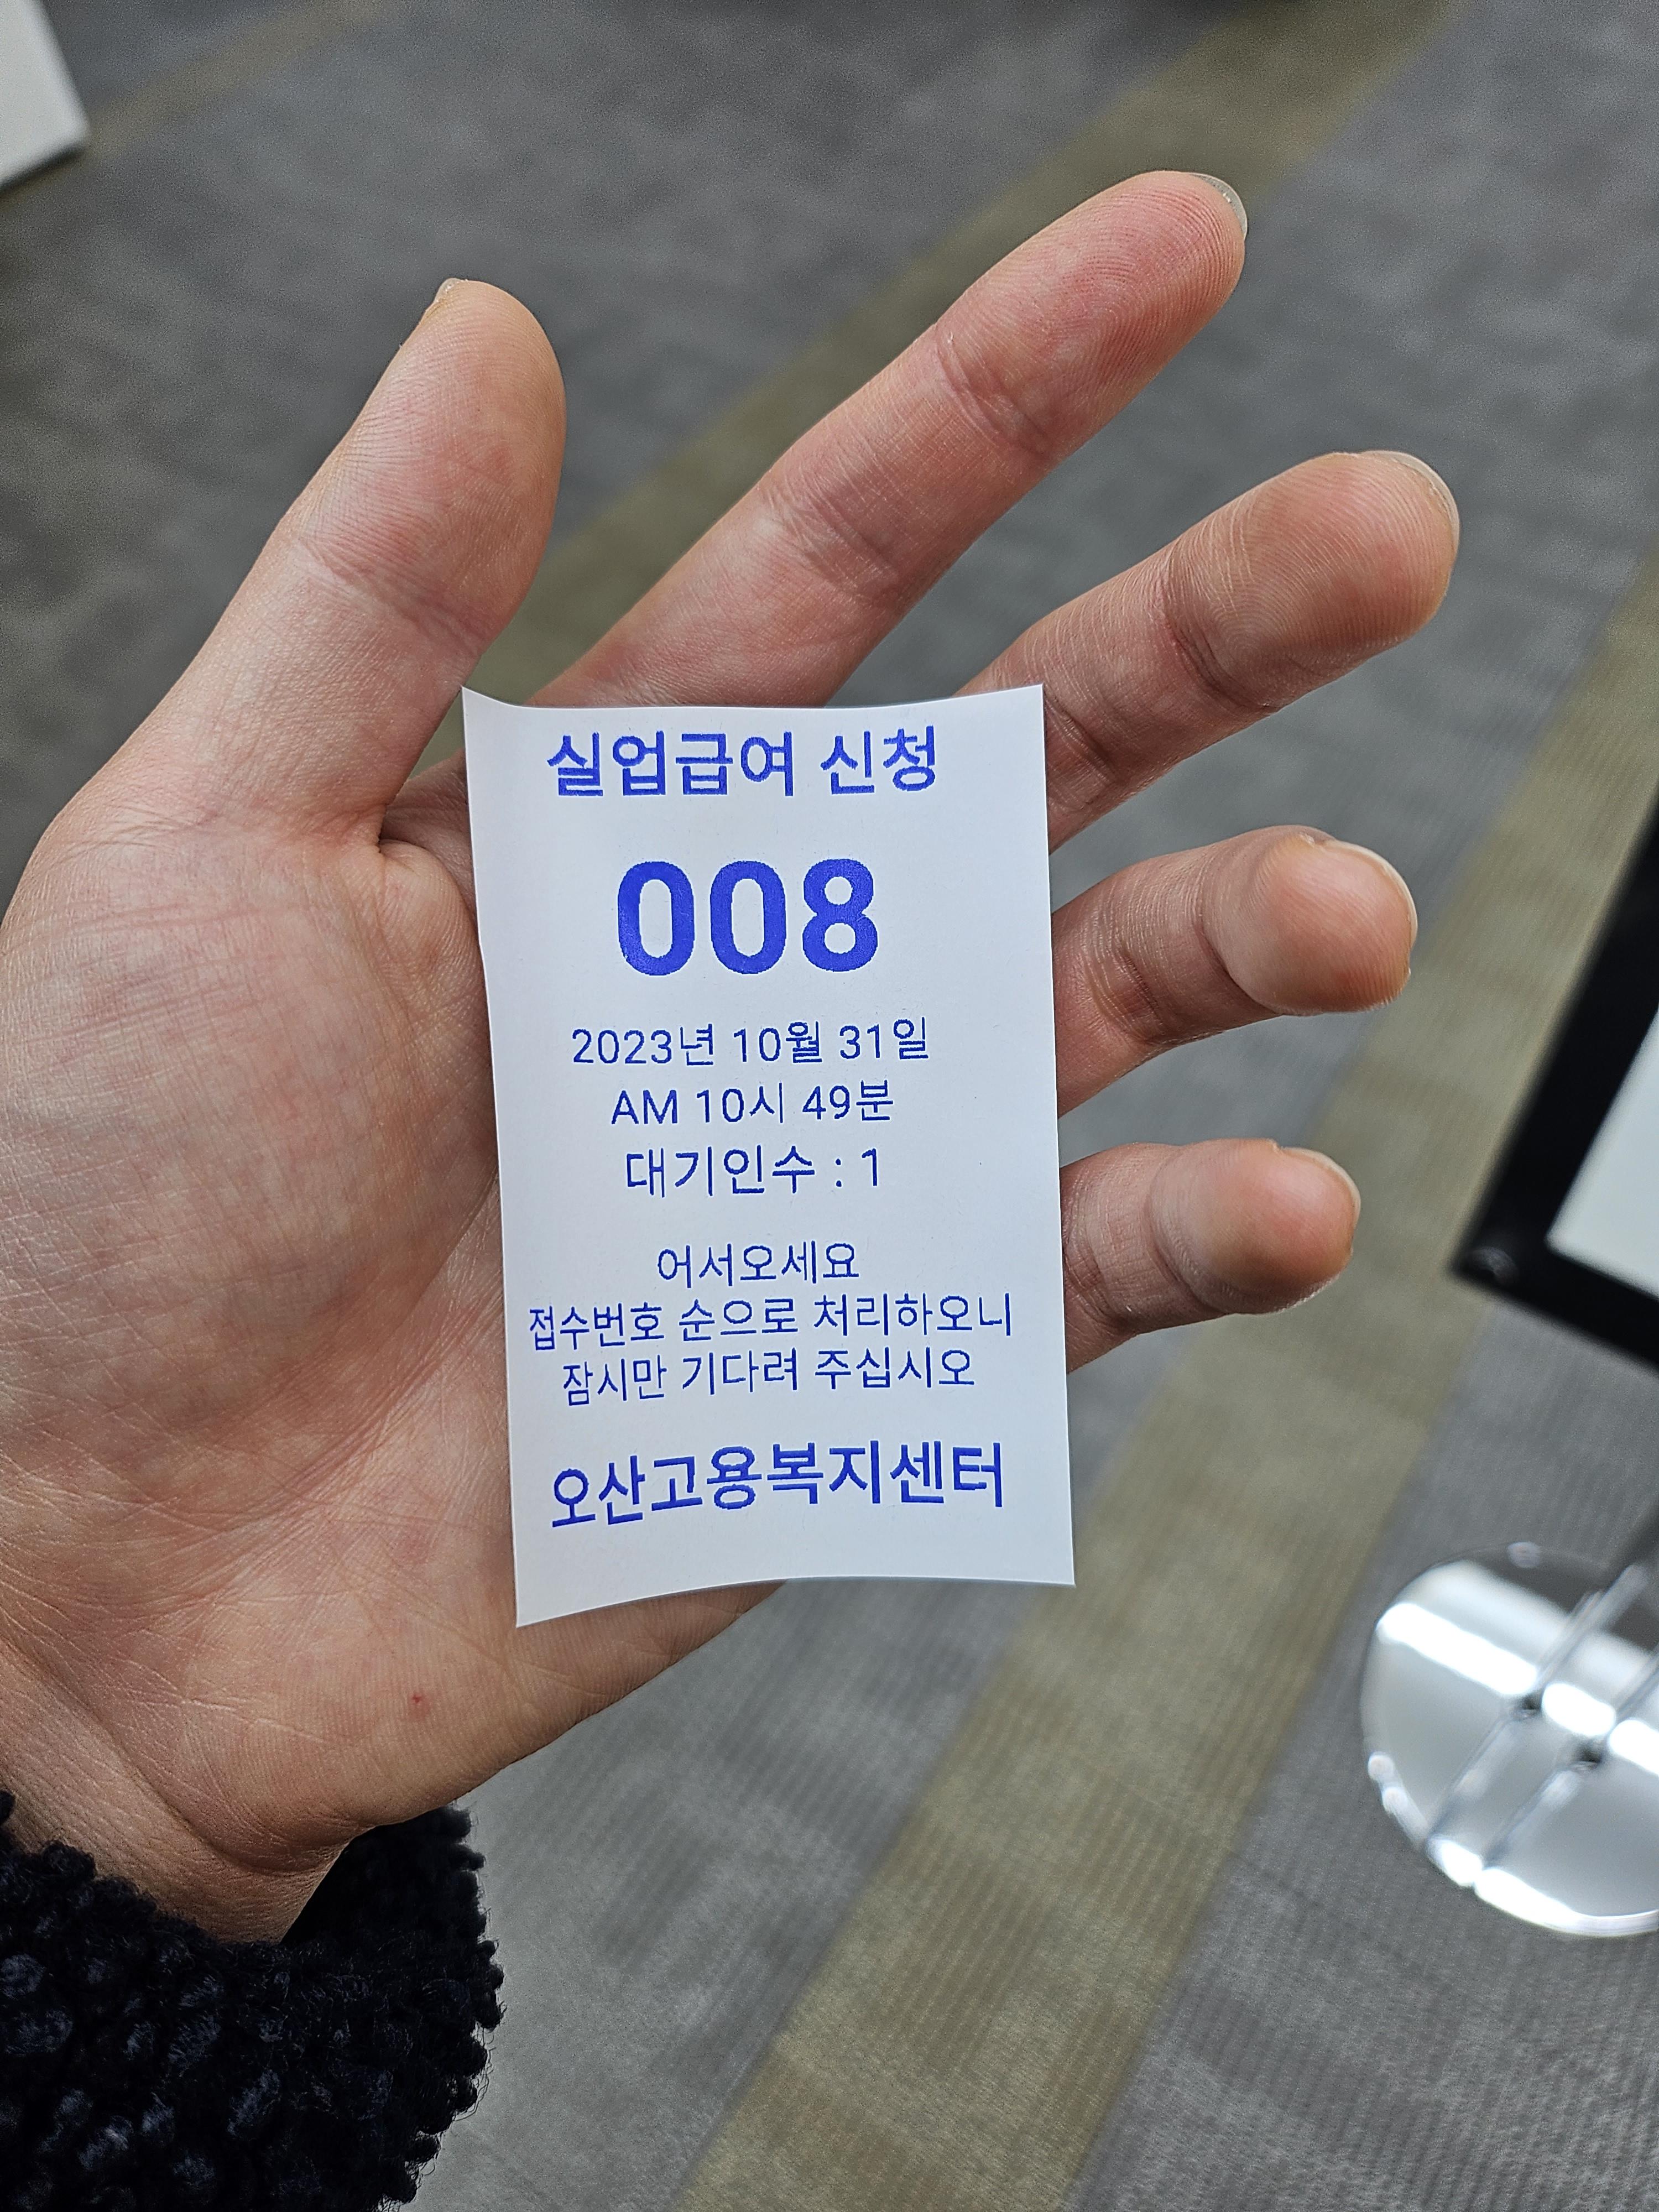 실업급여 신청
008
2023년 10월 31일
AM 10시 49분
대기인수 : 1
어서오세요
접수번호 순으로 처리하오니
잠시만 기다려 주십시오
오산고용복지센터